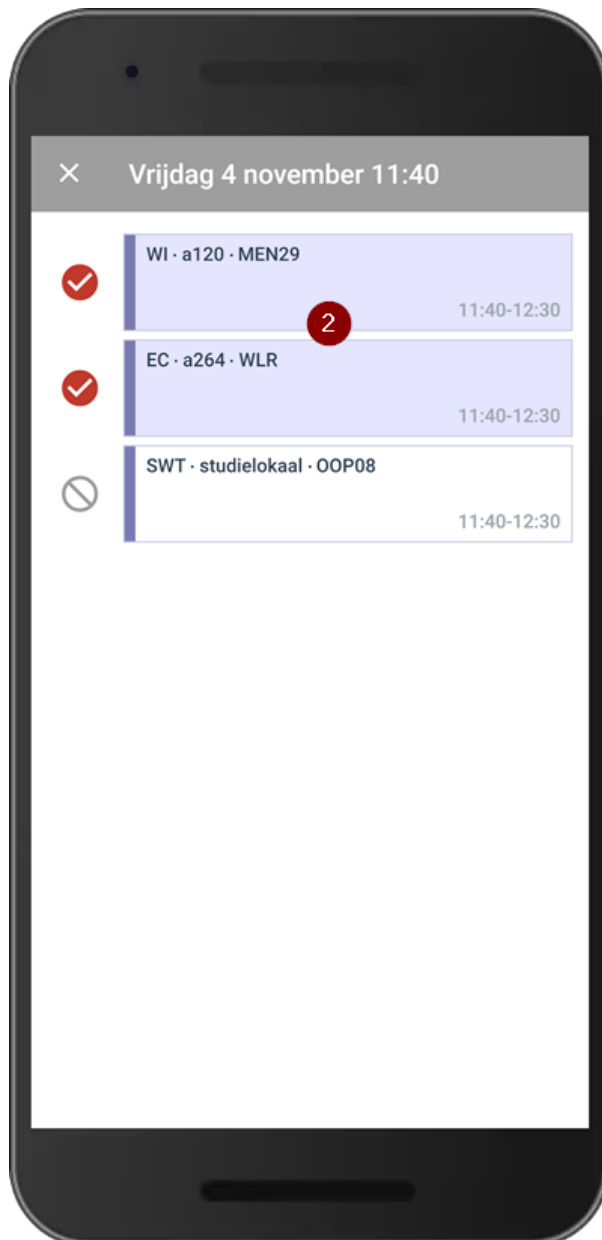 Vrijdag 4 november 11:40
WI · a120 · MEN29
11:40-12:30
2
EC · a264 · WLR
11:40-12:30
SWT · studielokaal · OOP08
11:40-12:30